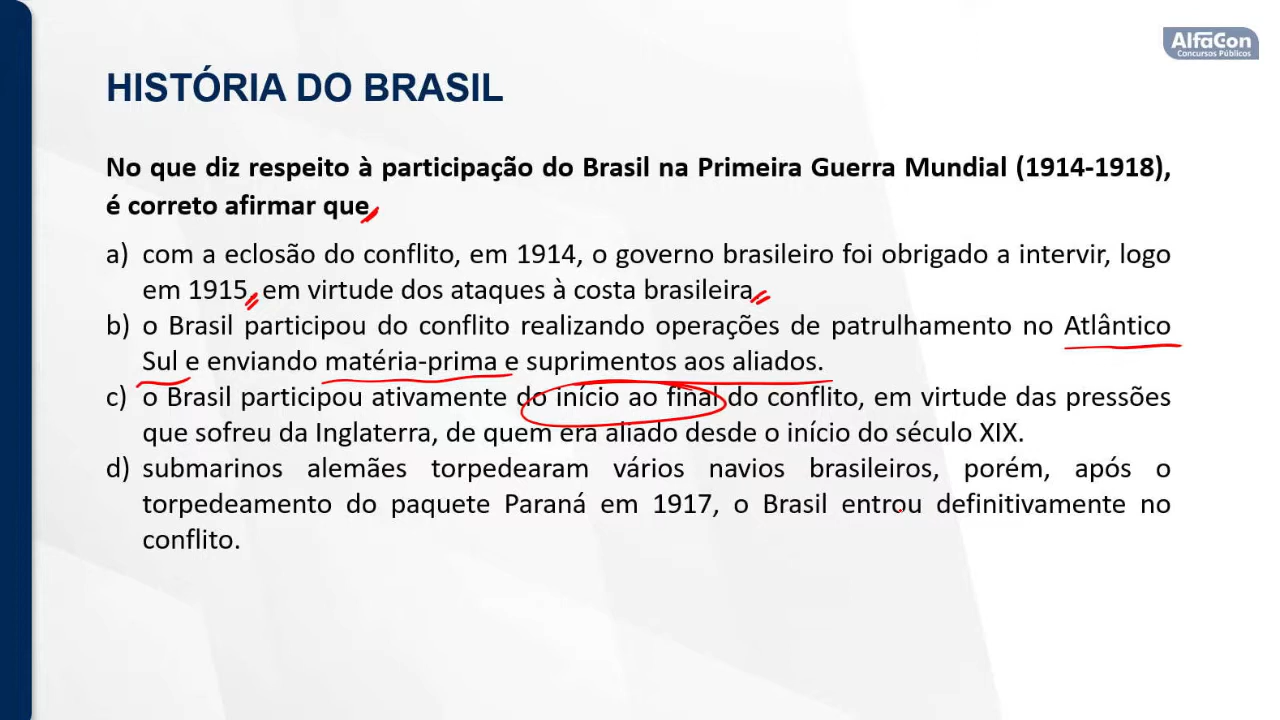 AlfaCon
Concursos Públicos
HISTÓRIA DO BRASIL
No que diz respeito à participação do Brasil na Primeira Guerra Mundial (1914-1918),
é correto afirmar que,
a) com a eclosão do conflito, em 1914, o governo brasileiro foi obrigado a intervir, logo
em 1915, em virtude dos ataques à costa brasileira.
b) o Brasil participou do conflito realizando operações de patrulhamento no Atlântico
Sul e enviando matéria-prima e suprimentos aos aliados.
c) o Brasil participou ativamente do início ao final do conflito, em virtude das pressões
que sofreu da Inglaterra, de quem era aliado desde o início do século XIX.
d) submarinos alemães torpedearam vários navios brasileiros, porém, após o
torpedeamento do paquete Paraná em 1917, o Brasil entrou definitivamente no
conflito.